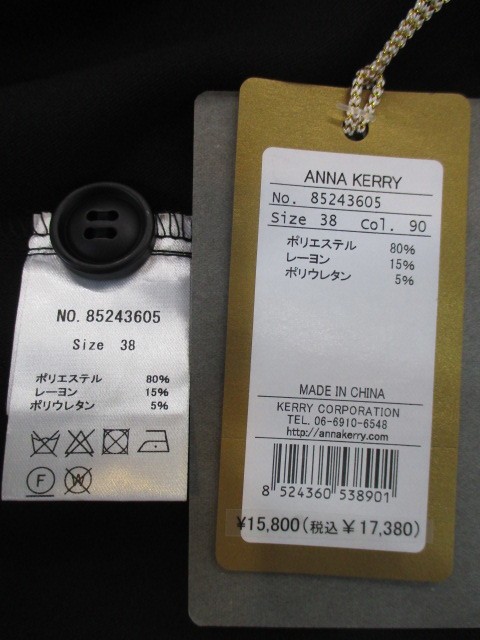 NO. 85243605
Size 38
ポリエステル 80%
レーヨン 15%
ポリウレタン 5%
F W
ANNA KERRY
No. 85243605
Size 38 Col. 90
ポリエステル 80%
レーヨン 15%
ポリウレタン 5%
MADE IN CHINA
KERRY CORPORATION
TEL. 06-6910-6548
http://annakerry.com
8 524360 538901
¥15,800(税込¥17,380)